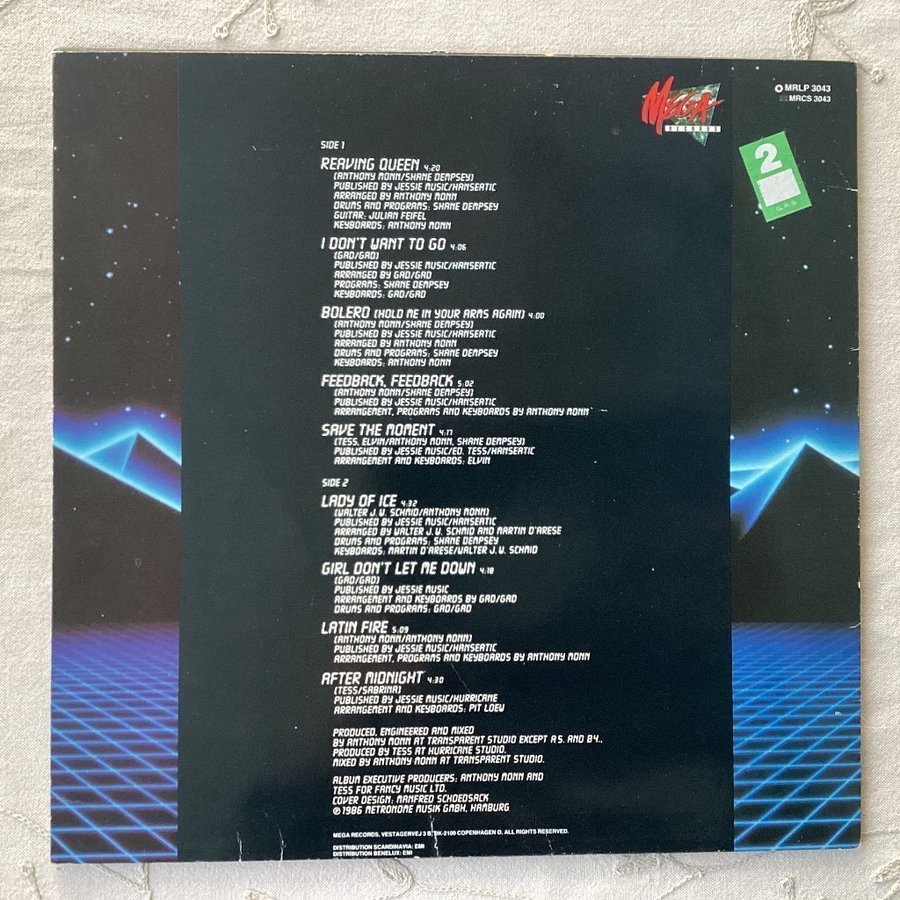 MEGA
RECORDS
MRLP 3043
MRCS 3043
2
G.R.S
SIDE 1
REAVING QUEEN 4:20
(ANTHONY MONN/SHANE DEMPSEY)
PUBLISHED BY JESSIE MUSIC/HANSEATIC
ARRANGED BY ANTHONY MONN
DRUMS AND PROGRAMS: SHANE DEMPSEY
GUITAR: JULIAN FEIFEL
KEYBOARDS: ANTHONY MONN
I DON'T WANT TO GO 4:06
(GAD/GAD)
PUBLISHED BY JESSIE MUSIC/HANSEATIC
ARRANGED BY GAD/GAD
PROGRAMS: SHANE DEMPSEY
KEYBOARDS: GAD/GAD
BOLERO (HOLD ME IN YOUR ARMS AGAIN) 4:00
(ANTHONY MONN/SHANE DEMPSEY)
PUBLISHED BY JESSIE MUSIC/HANSEATIC
ARRANGED BY ANTHONY MONN
DRUMS AND PROGRAMS: SHANE DEMPSEY
KEYBOARDS: ANTHONY MONN
FEEDBACK, FEEDBACK 5:02
(ANTHONY MONN/SHANE DEMPSEY)
PUBLISHED BY JESSIE MUSIC/HANSEATIC
ARRANGEMENT, PROGRAMS AND KEYBOARDS BY ANTHONY MONN
SAVE THE MOMENT 4:17
(TESS, ELVIN/ANTHONY MONN, SHANE DEMPSEY)
PUBLISHED BY JESSIE MUSIC/ED. TESS/HANSEATIC
ARRANGEMENT AND KEYBOARDS: ELVIN
SIDE 2
LADY OF ICE 4:32
(WALTER J. W. SCHMID/ANTHONY MONN)
PUBLISHED BY JESSIE MUSIC/HANSEATIC
ARRANGED BY WALTER J. W. SCHMID AND MARTIN D'ARESE
DRUMS AND PROGRAMS: SHANE DEMPSEY
KEYBOARDS: MARTIN D'ARESE/WALTER J. W. SCHMID
GIRL DON'T LET ME DOWN 4:18
(GAD/GAD)
PUBLISHED BY JESSIE MUSIC
ARRANGEMENT AND KEYBOARDS BY GAD/GAD
DRUMS AND PROGRAMS: GAD/GAD
LATIN FIRE 5:09
(ANTHONY MONN/ANTHONY MONN)
PUBLISHED BY JESSIE MUSIC/HANSEATIC
ARRANGEMENT, PROGRAMS AND KEYBOARDS BY ANTHONY MONN
AFTER MIDNIGHT 4:30
(TESS/SABRINA)
PUBLISHED BY JESSIE MUSIC/HURRICANE
ARRANGEMENT AND KEYBOARDS: PIT LOEW
PRODUCED, ENGINEERED AND MIXED
BY ANTHONY MONN AT TRANSPARENT STUDIO EXCEPT A5. AND B4..
PRODUCED BY TESS AT HURRICANE STUDIO.
MIXED BY ANTHONY MONN AT TRANSPARENT STUDIO.
ALBUM EXECUTIVE PRODUCERS: ANTHONY MONN AND
TESS FOR FANCY MUSIC LTD.
COVER DESIGN: MANFRED SCHOEDSACK
℗ 1986 METRONOME MUSIK GMBH, HAMBURG
MEGA RECORDS, VESTAGERVEJ 3 B. DK-2100 COPENHAGEN Ø, ALL RIGHTS RESERVED.
DISTRIBUTION SCANDINAVIA: EMI
DISTRIBUTION BENELUX: EMI